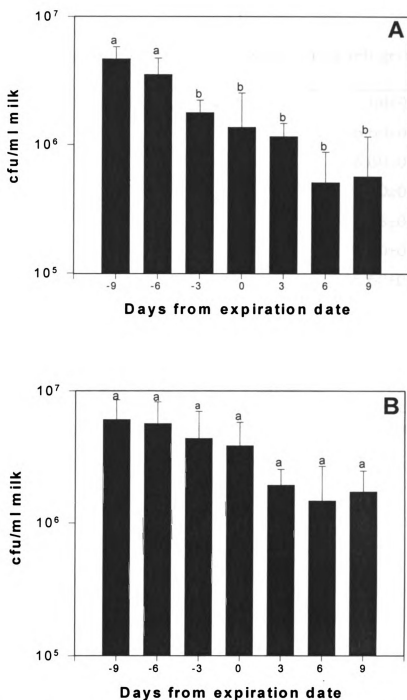 A
10⁷
a
a
b
b
b
b
b
10⁶
10⁵
cfu/ml milk
-9 -6 -3 0 3 6 9
Days from expiration date
B
10⁷
a
a
a
a
a
a
a
10⁶
10⁵
cfu/ml milk
-9 -6 -3 0 3 6 9
Days from expiration date